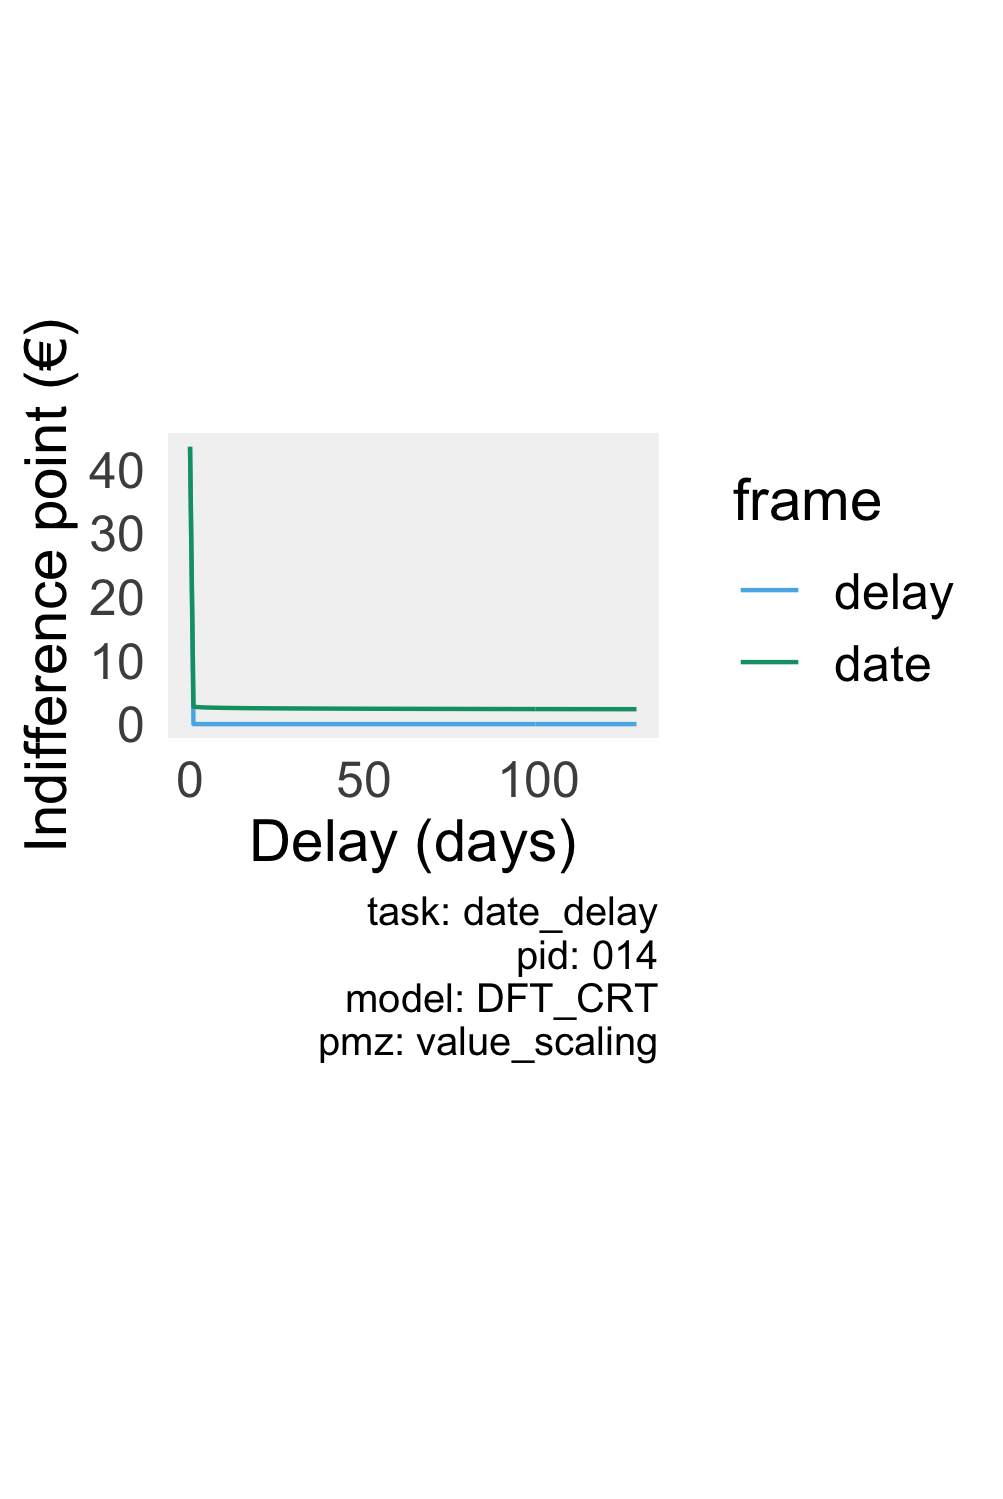 Indifference point (€)
40
30
20
10
0
0 50 100
Delay (days)
frame
delay
date
task: date_delay
pid: 014
model: DFT_CRT
pmz: value_scaling